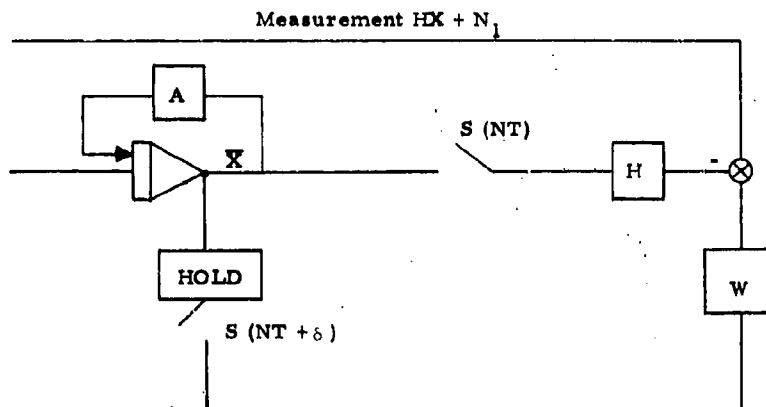 Measurement HX + N1
A
S (NT)
X̄
H
-
HOLD
W
S (NT + δ)